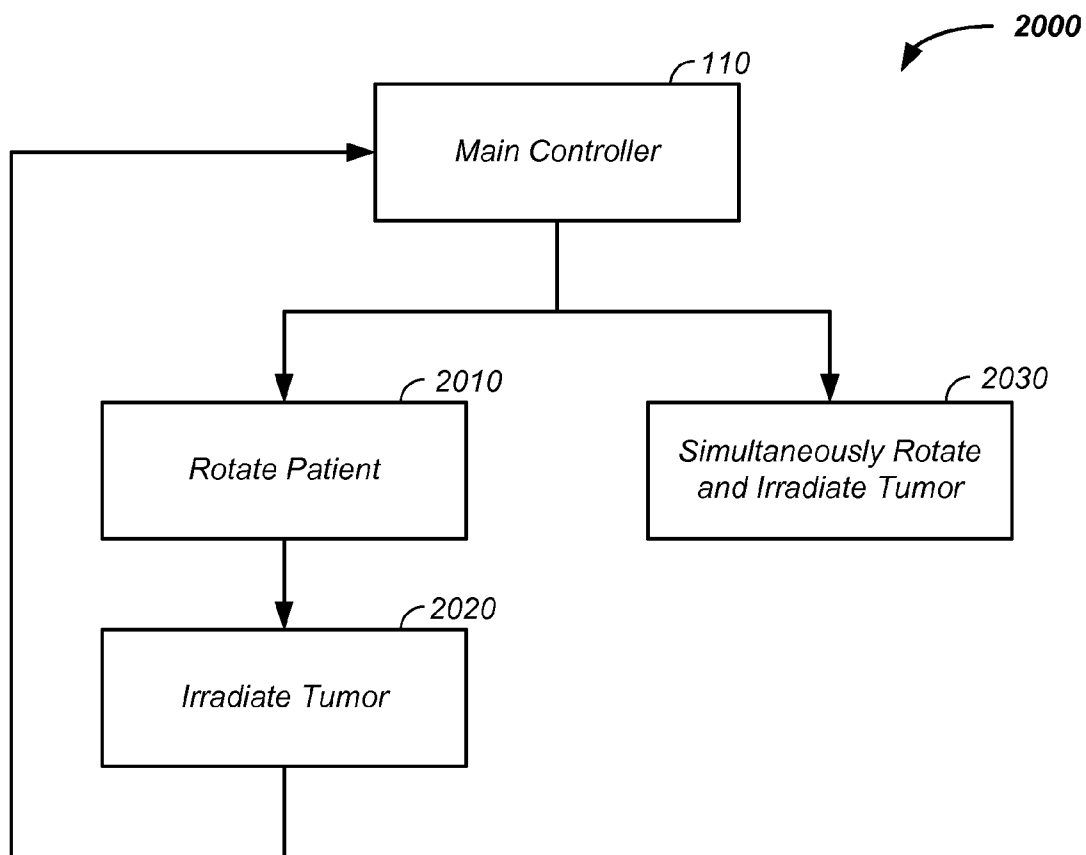 2000
110
Main Controller
2010
Rotate Patient
2030
Simultaneously Rotate
and Irradiate Tumor
2020
Irradiate Tumor